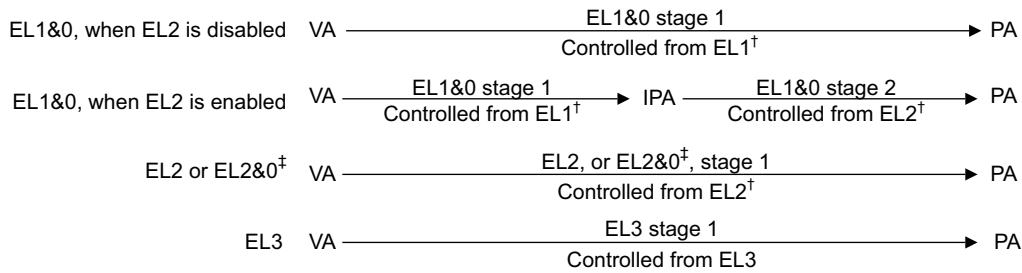 EL1&0 stage 1
EL1&0, when EL2 is disabled VA PA
Controlled from EL1†
EL1&0 stage 1 EL1&0 stage 2
EL1&0, when EL2 is enabled VA IPA PA
Controlled from EL1† Controlled from EL2†
EL2, or EL2&0‡, stage 1
EL2 or EL2&0‡ VA PA
Controlled from EL2†
EL3 stage 1
EL3 VA PA
Controlled from EL3